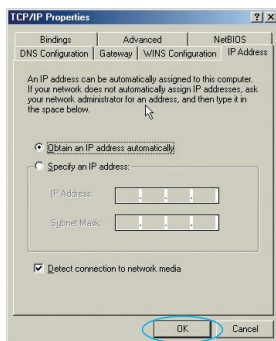 TCP/IP Properties
Bindings Advanced NetBIOS
DNS Configuration Gateway WINS Configuration IP Address
An IP address can be automatically assigned to this computer.
If your network does not automatically assign IP addresses, ask
your network administrator for an address, and then type it in
the space below.
Obtain an IP address automatically
Specify an IP address:
IP Address:
Subnet Mask:
Detect connection to network media
OK Cancel